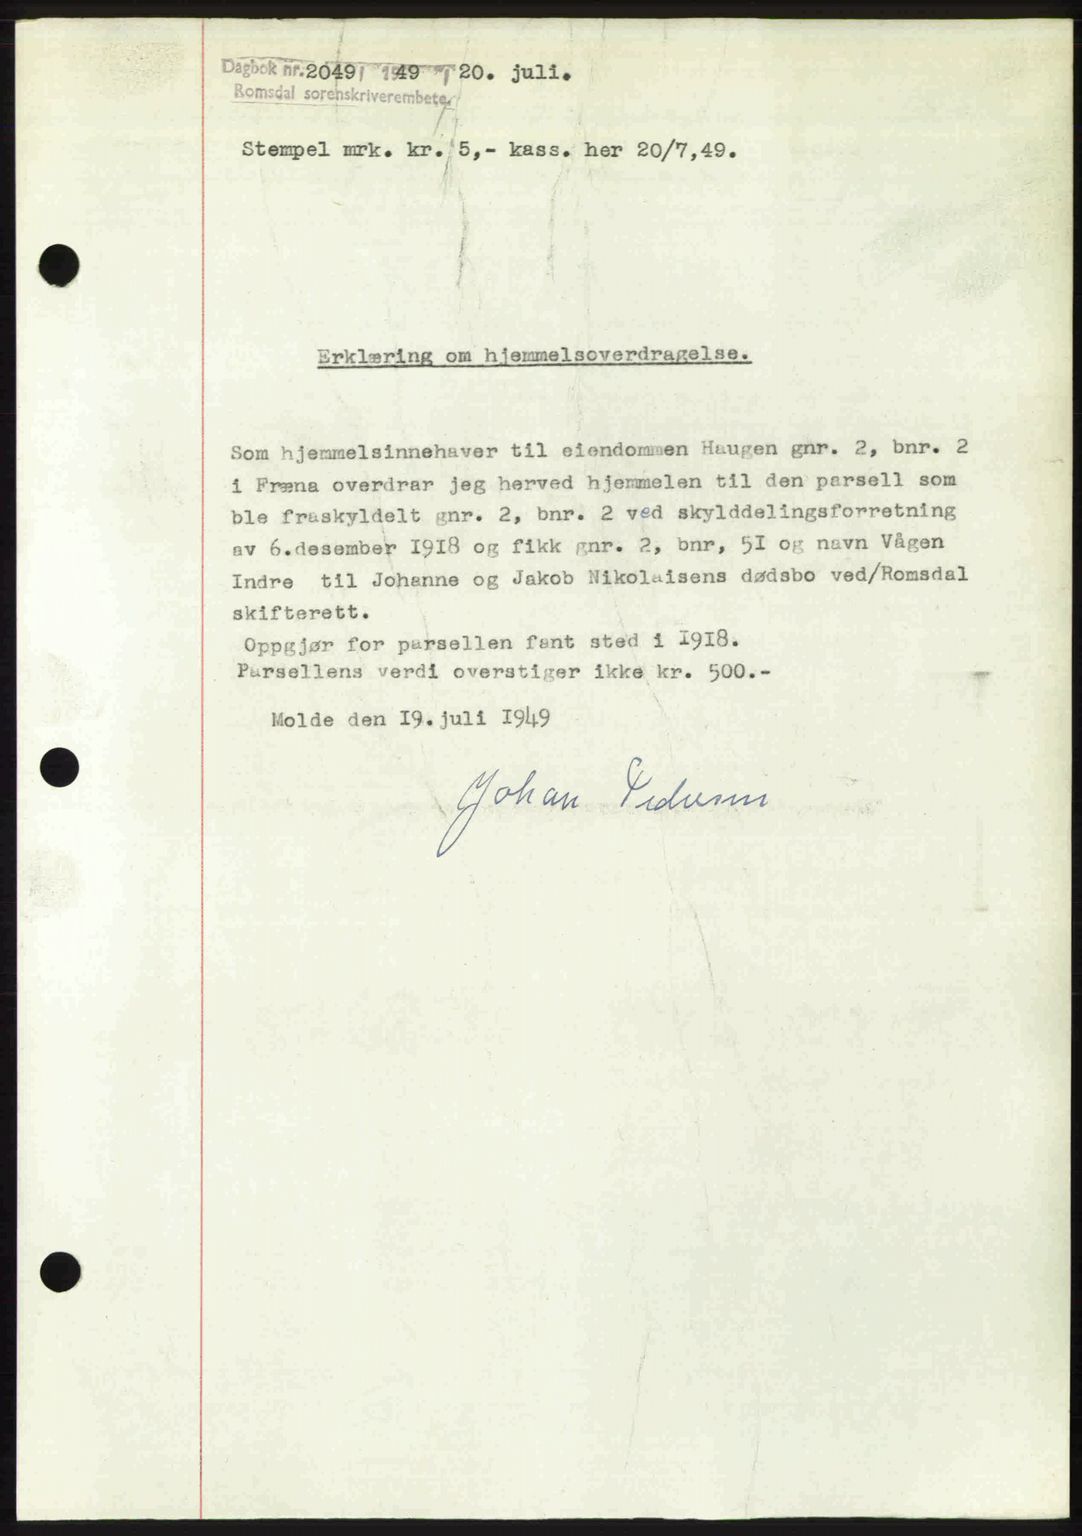 Dagbok nr. 2049 / 1949 20. juli.
Romsdal sorenskriverembete
Stempel mrk. kr. 5,- kass. her 20/7,49.
Erklæring om hjemmelsoverdragelse.
Som hjemmelsinnehaver til eiendommen Haugen gnr. 2, bnr. 2
i Fræna overdrar jeg herved hjemmelen til den parsell som
ble fraskyldelt gnr. 2, bnr. 2 ved skylddelingsforretning
av 6.desember 1918 og fikk gnr. 2, bnr, 51 og navn Vågen
Indre til Johanne og Jakob Nikolaisens dødsbo ved/Romsdal
skifterett.
Oppgjør for parsellen fant sted i 1918.
Parsellens verdi overstiger ikke kr. 500.-
Molde den 19.juli 1949
Johan Pedersen